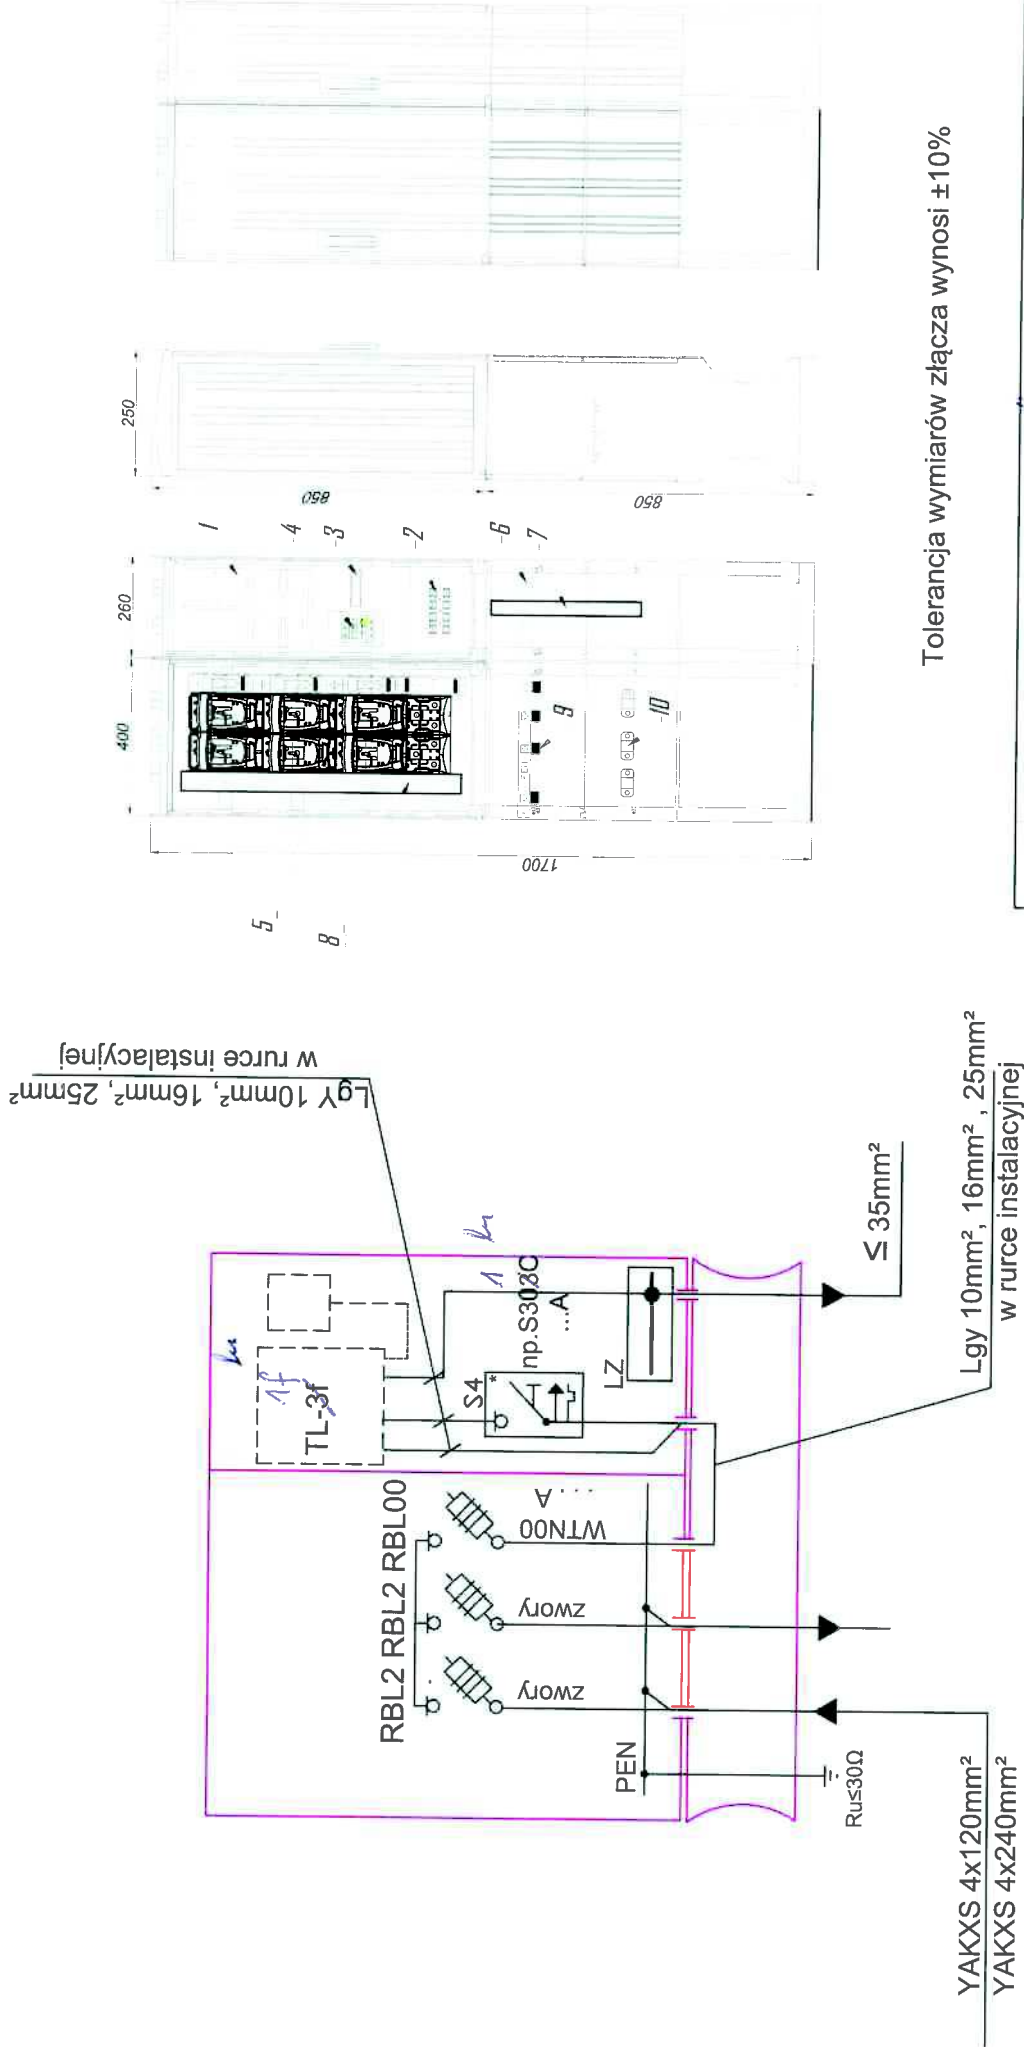 LgY 10mm², 16mm², 25mm²
w rurce instalacyjnej
TL-3f
1f
RBL2 RBL2 RBL00
zwory
zwory
WTN00
....A
S4
*
np.S303C
1
...A
LZ
PEN
Ru≤30Ω
YAKXS 4x120mm²
YAKXS 4x240mm²
≤ 35mm²
Lgy 10mm², 16mm² , 25mm²
w rurce instalacyjnej
400
260
250
1700
850
850
1
4
3
2
6
7
5
8
9
10
Tolerancja wymiarów złącza wynosi ±10%